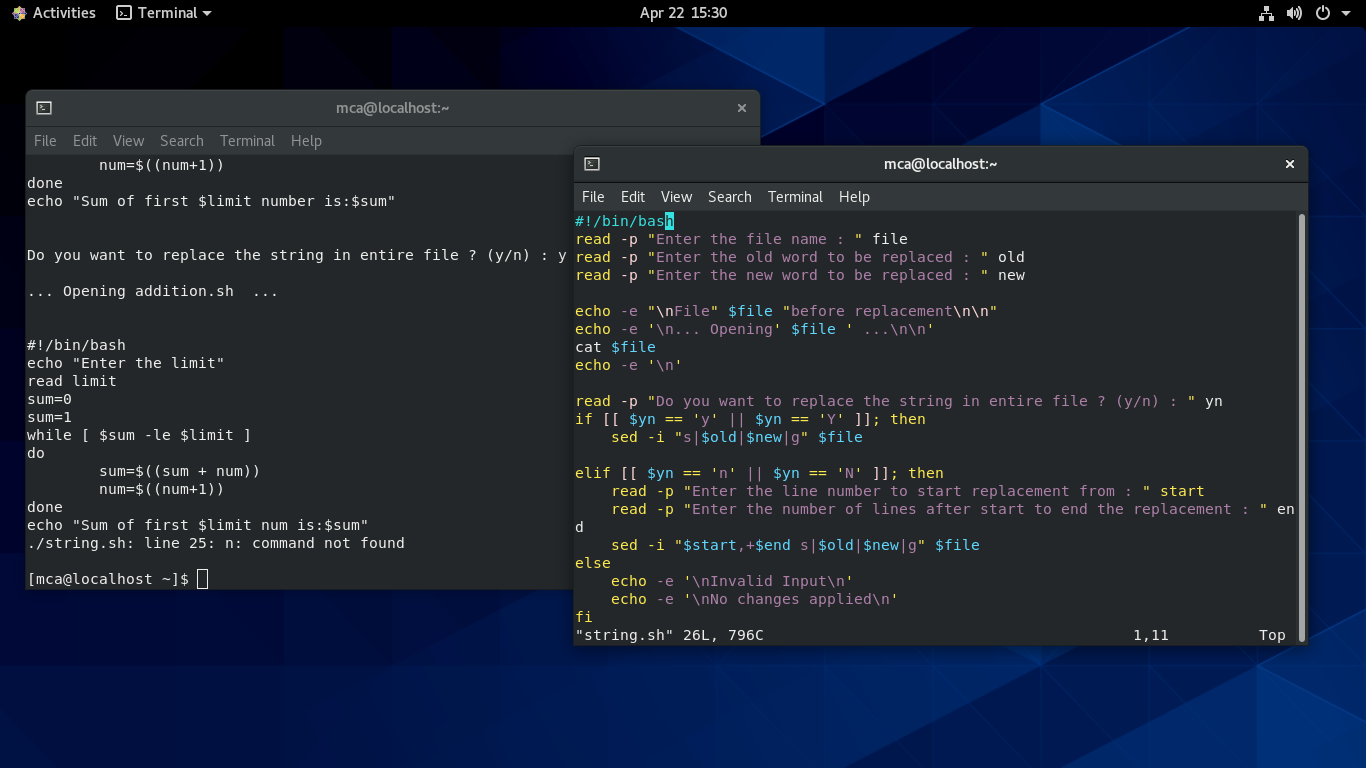 Activities Terminal Apr 22 15:30
mca@localhost:~
File Edit View Search Terminal Help
        num=$((num+1))
done
echo "Sum of first $limit number is:$sum"
Do you want to replace the string in entire file ? (y/n) : y
... Opening addition.sh  ...
#!/bin/bash
echo "Enter the limit"
read limit
sum=0
sum=1
while [ $sum -le $limit ]
do
        sum=$((sum + num))
        num=$((num+1))
done
echo "Sum of first $limit num is:$sum"
./string.sh: line 25: n: command not found
[mca@localhost ~]$
mca@localhost:~
File Edit View Search Terminal Help
#!/bin/bash
read -p "Enter the file name : " file
read -p "Enter the old word to be replaced : " old
read -p "Enter the new word to be replaced : " new
echo -e "\nFile" $file "before replacement\n\n"
echo -e '\n... Opening' $file ' ...\n\n'
cat $file
echo -e '\n'
read -p "Do you want to replace the string in entire file ? (y/n) : " yn
if [[ $yn == 'y' || $yn == 'Y' ]]; then
    sed -i "s|$old|$new|g" $file
elif [[ $yn == 'n' || $yn == 'N' ]]; then
    read -p "Enter the line number to start replacement from : " start
    read -p "Enter the number of lines after start to end the replacement : " en
d
    sed -i "$start,+$end s|$old|$new|g" $file
else
    echo -e '\nInvalid Input\n'
    echo -e '\nNo changes applied\n'
fi
"string.sh" 26L, 796C 1,11 Top